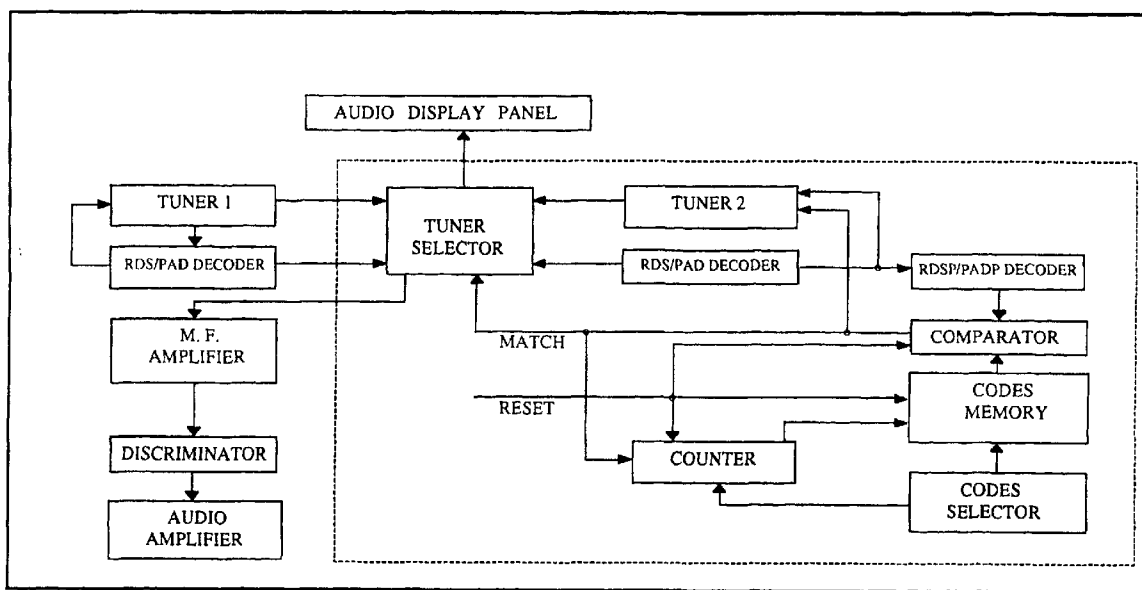 AUDIO DISPLAY PANEL
TUNER 1
TUNER
SELECTOR
TUNER 2
RDS/PAD DECODER
RDS/PAD DECODER
RDSP/PADP DECODER
M. F.
AMPLIFIER
MATCH
COMPARATOR
RESET
CODES
MEMORY
DISCRIMINATOR
COUNTER
AUDIO
AMPLIFIER
CODES
SELECTOR